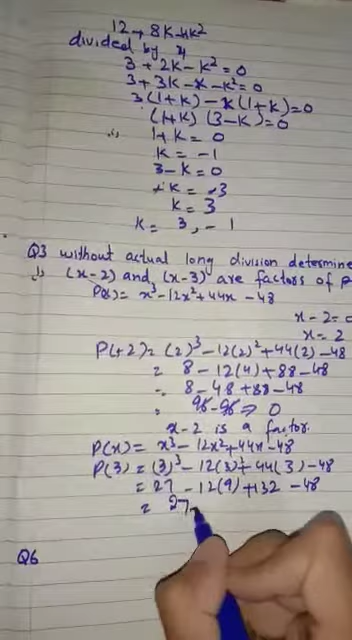 12 + 8k - 4k²
divided by 4
3 + 2k - k² = 0
3 + 3k - k - k² = 0
3(1+k) - k(1+k) = 0
(1+k) (3-k) = 0
∴ 1+k = 0
k = -1
3-k = 0
+k = -3
k = 3
k = 3, -1
Q3 without actual long division determine
i) (x-2) and (x-3) are factors of P
P(x) = x³ - 12x² + 44x - 48
x - 2 = 0
x = 2
P(+2) = (2)³ - 12(2)² + 44(2) - 48
= 8 - 12(4) + 88 - 48
= 8 - 48 + 88 - 48
= 96 - 96 => 0
x-2 is a factor.
P(x) = x³ - 12x² + 44x - 48
P(3) = (3)³ - 12(3)² + 44(3) - 48
= 27 - 12(9) + 132 - 48
= 27
Q6